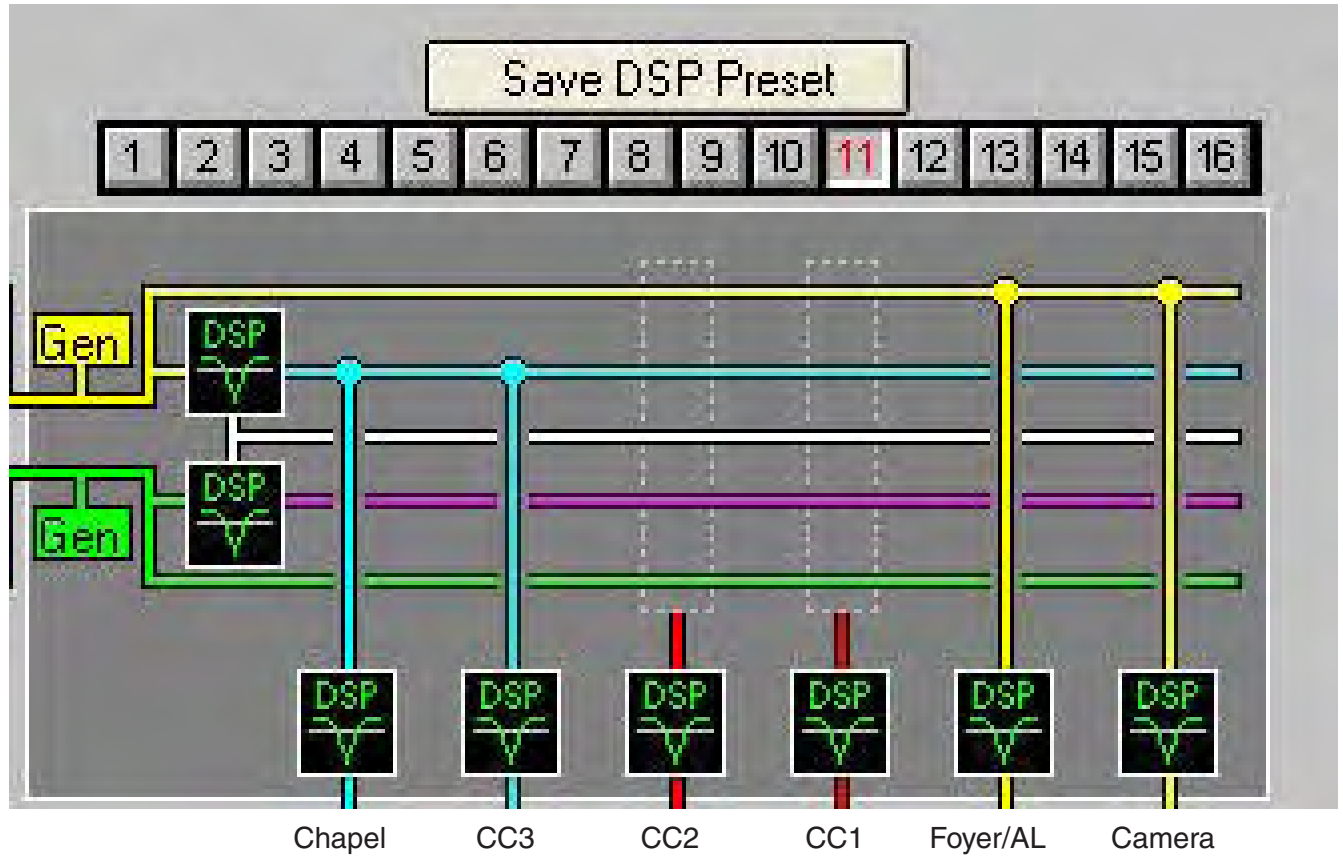 Save DSP Preset
1 2 3 4 5 6 7 8 9 10 11 12 13 14 15 16
Gen
DSP
DSP
Gen
DSP DSP DSP DSP DSP DSP
Chapel CC3 CC2 CC1 Foyer/AL Camera